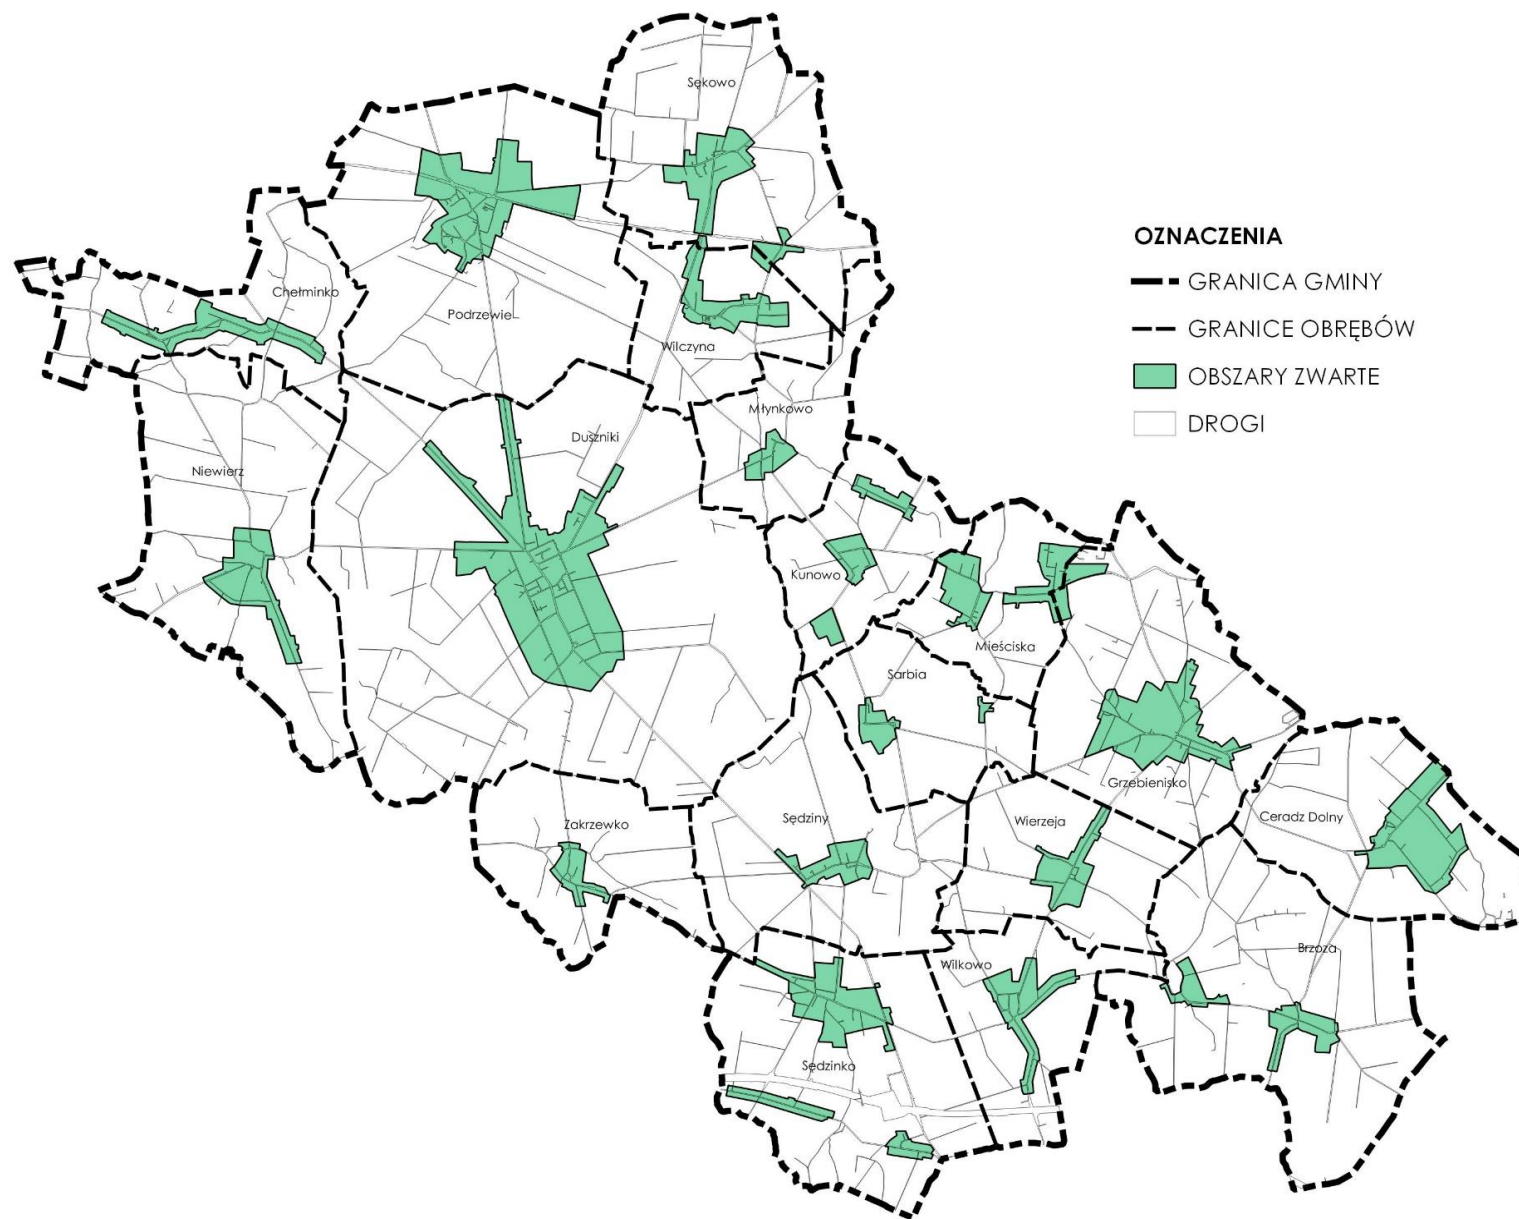 Sękowo
OZNACZENIA
GRANICA GMINY
GRANICE OBRĘBÓW
OBSZARY ZWARTE
DROGI
Chełminko
Podrzewie
Wilczyna
Młynkowo
Duszniki
Niewierz
Kunowo
Mieściska
Sarbia
Grzebienisko
Ceradz Dolny
Zakrzewko
Sędziny
Wierzeja
Brzoza
Wilkowo
Sędzinko